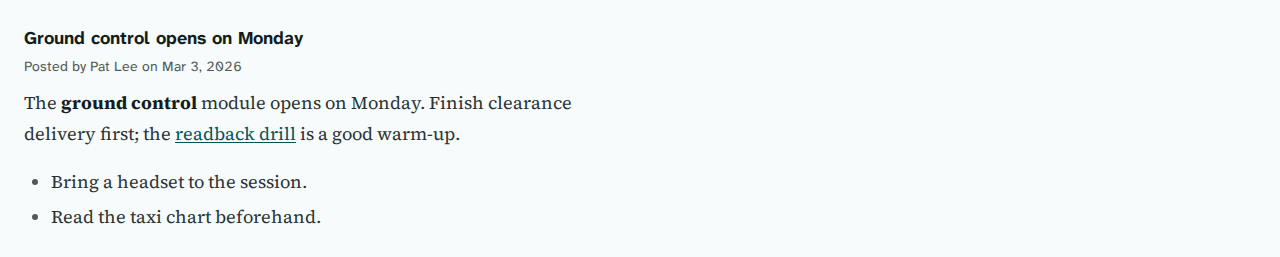 Ground control opens on Monday
Posted by Pat Lee on Mar 3, 2026
The ground control module opens on Monday. Finish clearance
delivery first; the readback drill is a good warm-up.
• Bring a headset to the session.
• Read the taxi chart beforehand.